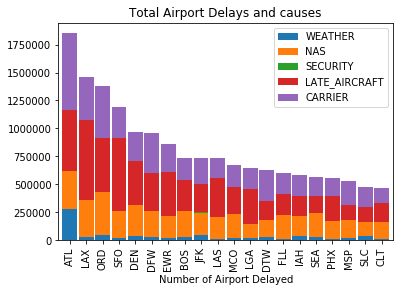 Total Airport Delays and causes
WEATHER
NAS
SECURITY
LATE_AIRCRAFT
CARRIER
1750000
1500000
1250000
1000000
750000
500000
250000
0
ATL LAX ORD SFO DEN DFW EWR BOS JFK LAS MCO LGA DTW FLL IAH SEA PHX MSP SLC CLT
Number of Airport Delayed